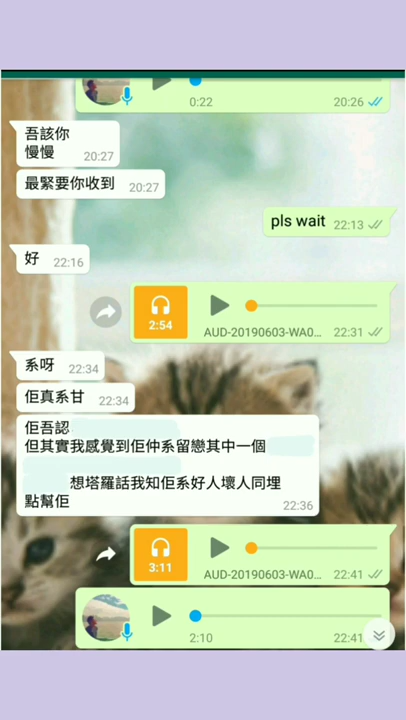 0:22 20:26
吾該你
慢慢 20:27
最緊要你收到 20:27
pls wait 22:13
好 22:16
2:54 AUD-20190603-WA0... 22:31
系呀 22:34
佢真系甘 22:34
佢吾認
但其實我感覺到佢仲系留戀其中一個
想塔羅話我知佢系好人壞人同埋
點幫佢 22:36
3:11 AUD-20190603-WA0... 22:41
2:10 22:41